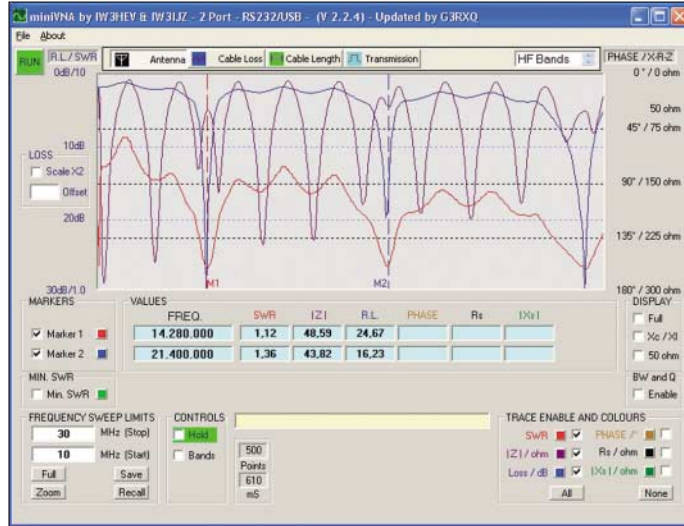 miniVNA by IW3HEV & IW3IJZ - 2 Port - RS232/USB - (V 2.2.4) - Updated by G3RXQ
File About
RUN
R.L./SWR
Antenna
Cable Loss
Cable Length
Transmission
HF Bands
PHASE / X-R-Z
0dB/10
0 ° / 0 ohm
50 ohm
45° / 75 ohm
10dB
LOSS
Scale X2
Offset
90° / 150 ohm
20dB
135° / 225 ohm
30dB/1.0
M1
M2
180° / 300 ohm
MARKERS
VALUES
DISPLAY
FREQ. SWR |Z| R.L. PHASE Rs |Xs|
Full
Marker 1
14.280.000 1,12 48,59 24,67
Xc / Xl
Marker 2
21.400.000 1,36 43,82 16,23
50 ohm
MIN. SWR
BW and Q
Min. SWR
Enable
FREQUENCY SWEEP LIMITS
CONTROLS
TRACE ENABLE AND COLOURS
30 MHz (Stop)
Hold
SWR
PHASE /°
10 MHz (Start)
Bands
500
Points
610
mS
|Z| / ohm
Rs / ohm
Full Save
Loss / dB
|Xs| / ohm
Zoom Recall
All
None